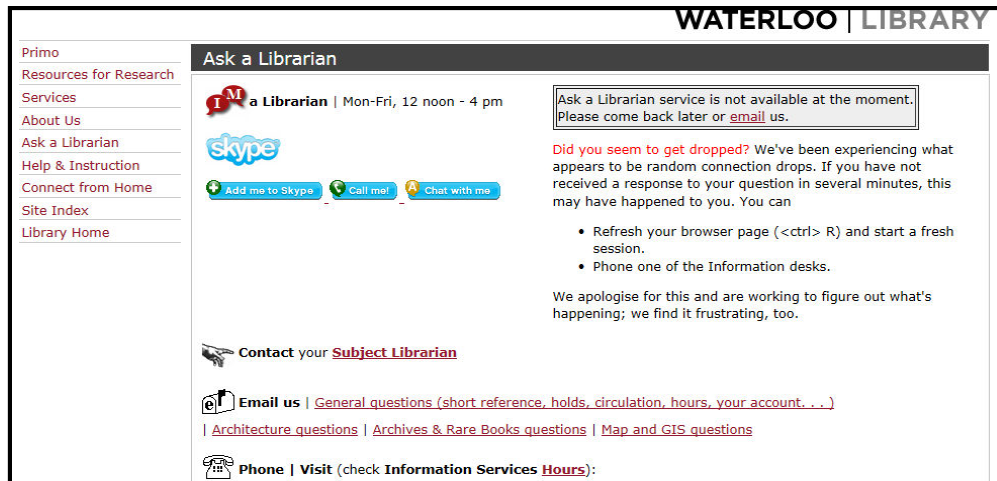 WATERLOO | LIBRARY
Primo
Resources for Research
Services
About Us
Ask a Librarian
Help & Instruction
Connect from Home
Site Index
Library Home
Ask a Librarian
IM a Librarian | Mon-Fri, 12 noon - 4 pm
skype
Add me to Skype Call me! Chat with me
Ask a Librarian service is not available at the moment.
Please come back later or email us.
Did you seem to get dropped? We've been experiencing what
appears to be random connection drops. If you have not
received a response to your question in several minutes, this
may have happened to you. You can
• Refresh your browser page (<ctrl> R) and start a fresh
session.
• Phone one of the Information desks.
We apologise for this and are working to figure out what's
happening; we find it frustrating, too.
Contact your Subject Librarian
e Email us | General questions (short reference, holds, circulation, hours, your account. . . )
| Architecture questions | Archives & Rare Books questions | Map and GIS questions
Phone | Visit (check Information Services Hours):